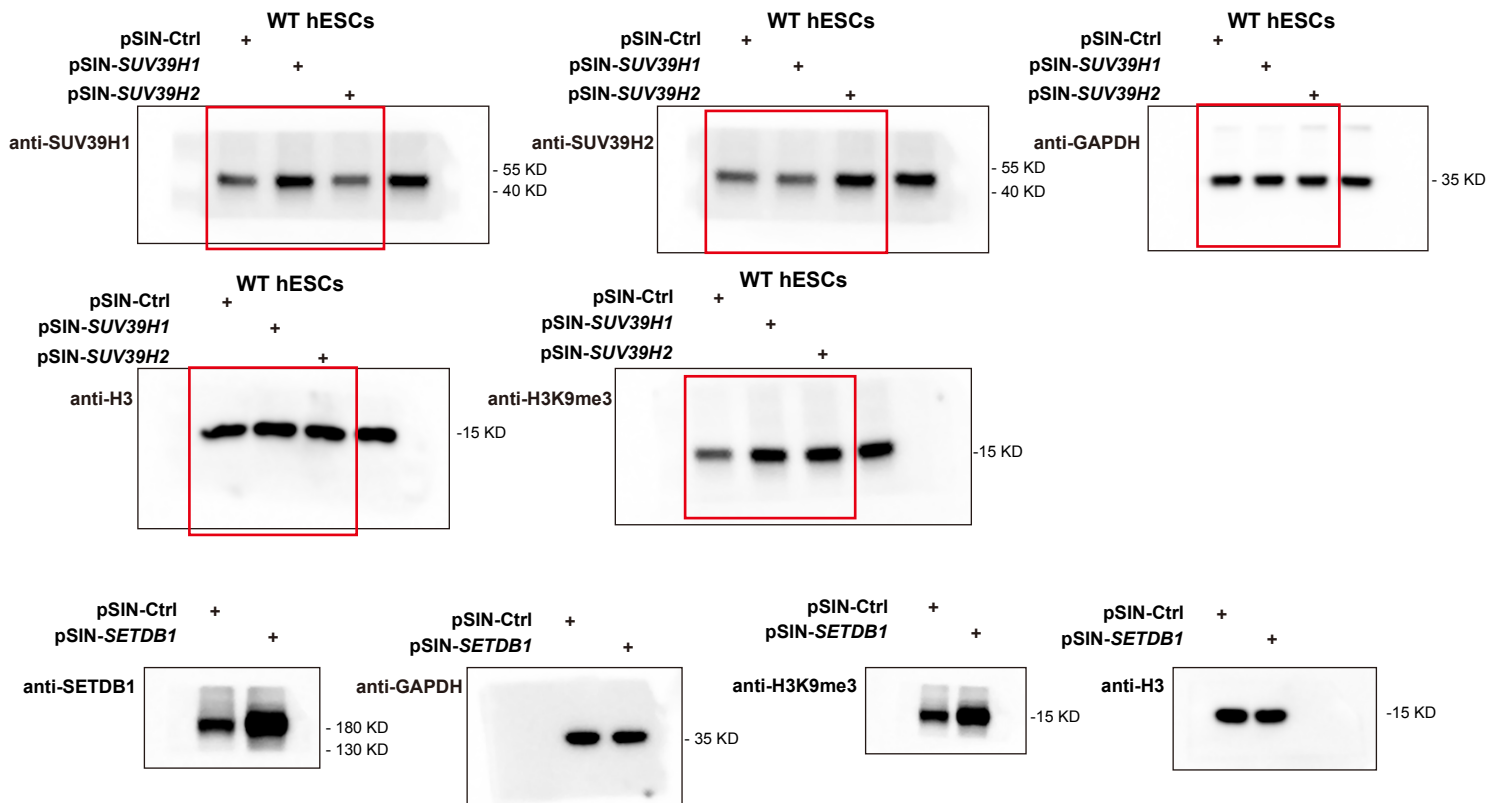 WT hESCs
pSIN-Ctrl +
pSIN-SUV39H1 +
pSIN-SUV39H2 +
anti-SUV39H1
- 55 KD
- 40 KD
WT hESCs
pSIN-Ctrl +
pSIN-SUV39H1 +
pSIN-SUV39H2 +
anti-SUV39H2
- 55 KD
- 40 KD
WT hESCs
pSIN-Ctrl +
pSIN-SUV39H1 +
pSIN-SUV39H2 +
anti-GAPDH
- 35 KD
WT hESCs
pSIN-Ctrl +
pSIN-SUV39H1 +
pSIN-SUV39H2 +
anti-H3
-15 KD
WT hESCs
pSIN-Ctrl +
pSIN-SUV39H1 +
pSIN-SUV39H2 +
anti-H3K9me3
-15 KD
pSIN-Ctrl +
pSIN-SETDB1 +
anti-SETDB1
- 180 KD
- 130 KD
pSIN-Ctrl +
pSIN-SETDB1 +
anti-GAPDH
- 35 KD
pSIN-Ctrl +
pSIN-SETDB1 +
anti-H3K9me3
-15 KD
pSIN-Ctrl +
pSIN-SETDB1 +
anti-H3
-15 KD